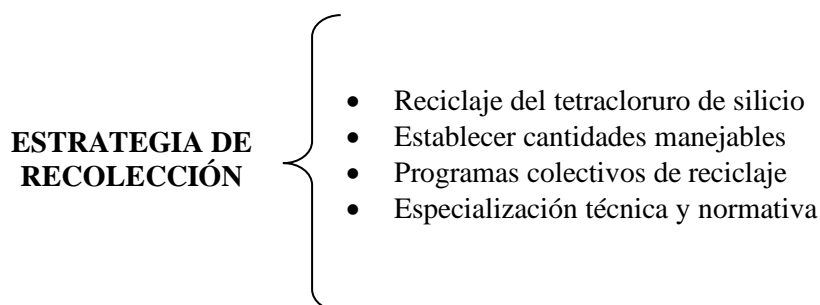 ESTRATEGIA DE
RECOLECCIÓN
• Reciclaje del tetracloruro de silicio
• Establecer cantidades manejables
• Programas colectivos de reciclaje
• Especialización técnica y normativa